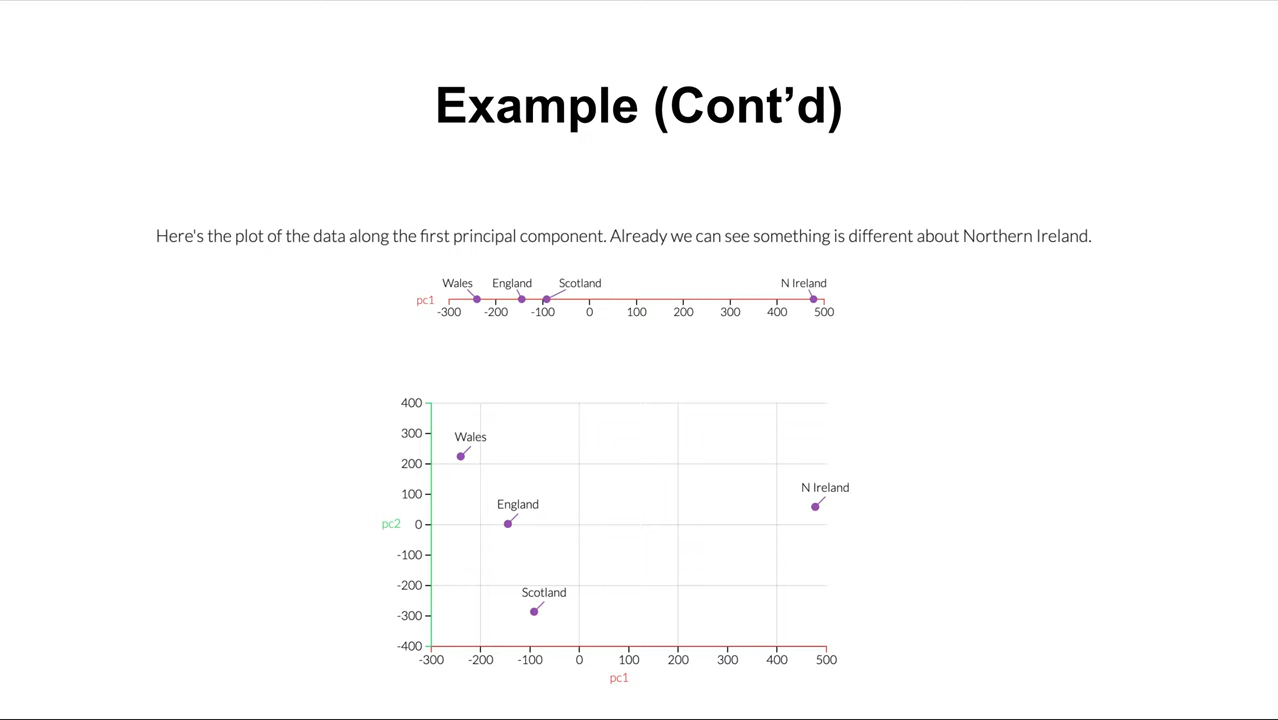 Example (Cont’d)
Here's the plot of the data along the first principal component. Already we can see something is different about Northern Ireland.
Wales England Scotland N Ireland
pc1
-300 -200 -100 0 100 200 300 400 500
400
300
Wales
200
N Ireland
100
England
pc2 0
-100
-200
Scotland
-300
-400
-300 -200 -100 0 100 200 300 400 500
pc1